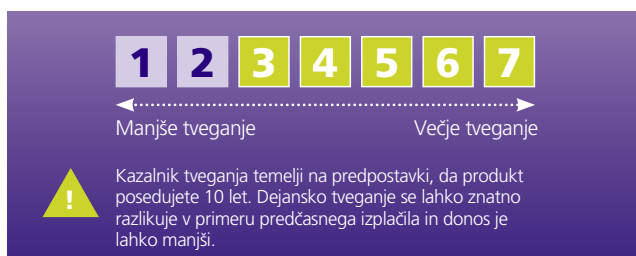 1 2 3 4 5 6 7
Manjše tveganje Večje tveganje
!
Kazalnik tveganja temelji na predpostavki, da produkt
posedujete 10 let. Dejansko tveganje se lahko znatno
razlikuje v primeru predčasnega izplačila in donos je
lahko manjši.